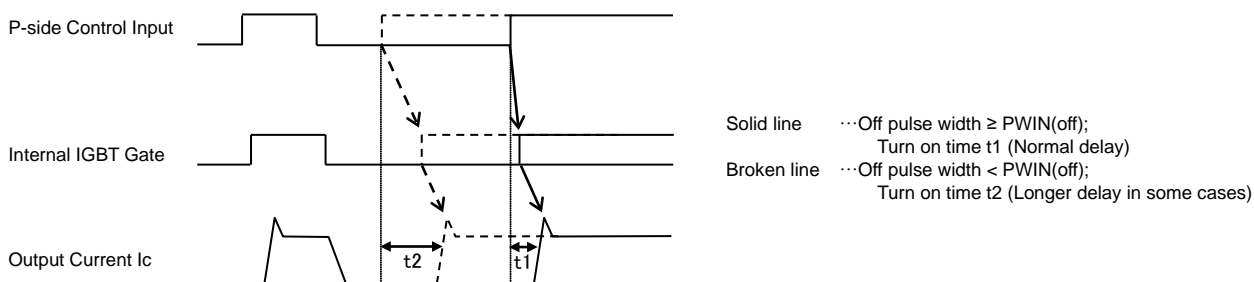 P-side Control Input
Internal IGBT Gate
Output Current Ic
t2
t1
Solid line ···Off pulse width ≥ PWIN(off);
Turn on time t1 (Normal delay)
Broken line ···Off pulse width < PWIN(off);
Turn on time t2 (Longer delay in some cases)